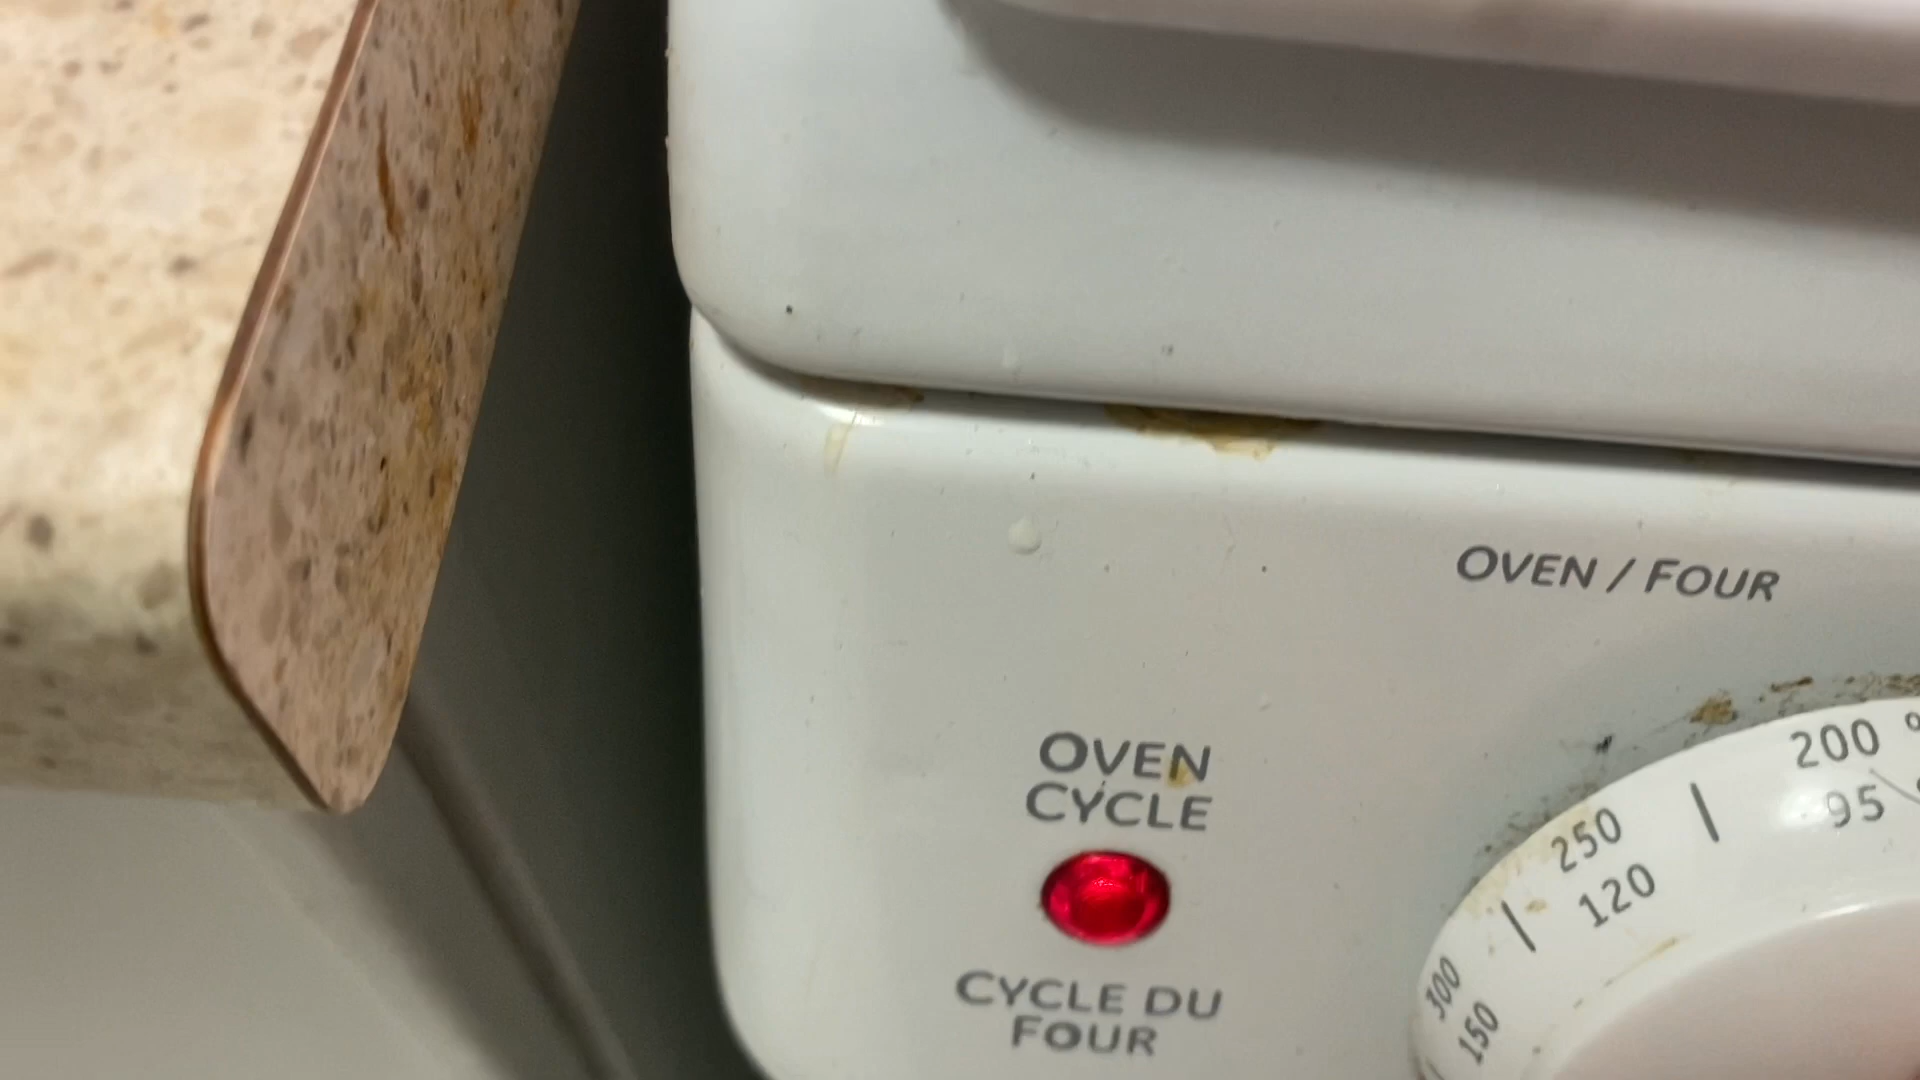 OVEN / FOUR
OVEN
CYCLE
CYCLE DU
FOUR
200
95
250
120
300
150